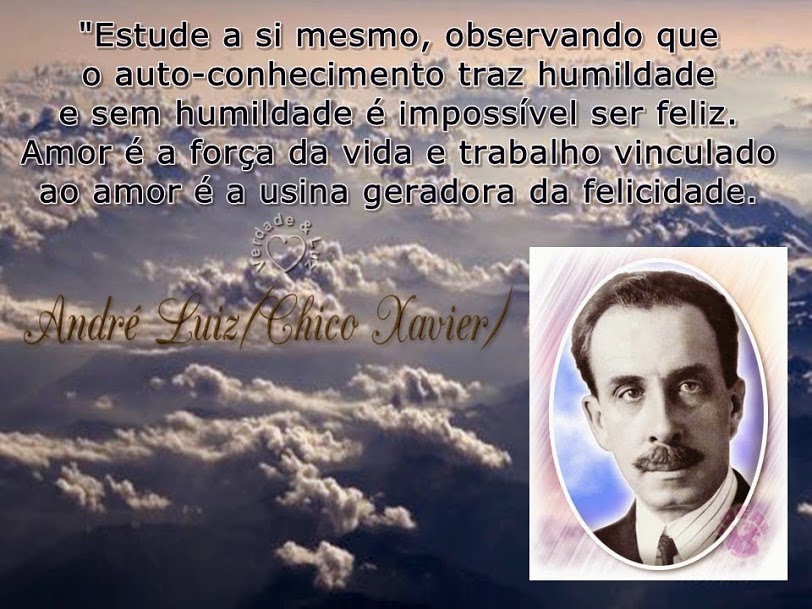 "Estude a si mesmo, observando que
o auto-conhecimento traz humildade
e sem humildade é impossível ser feliz.
Amor é a força da vida e trabalho vinculado
ao amor é a usina geradora da felicidade.
Verdade & Luz
André Luiz/(Chico Xavier)